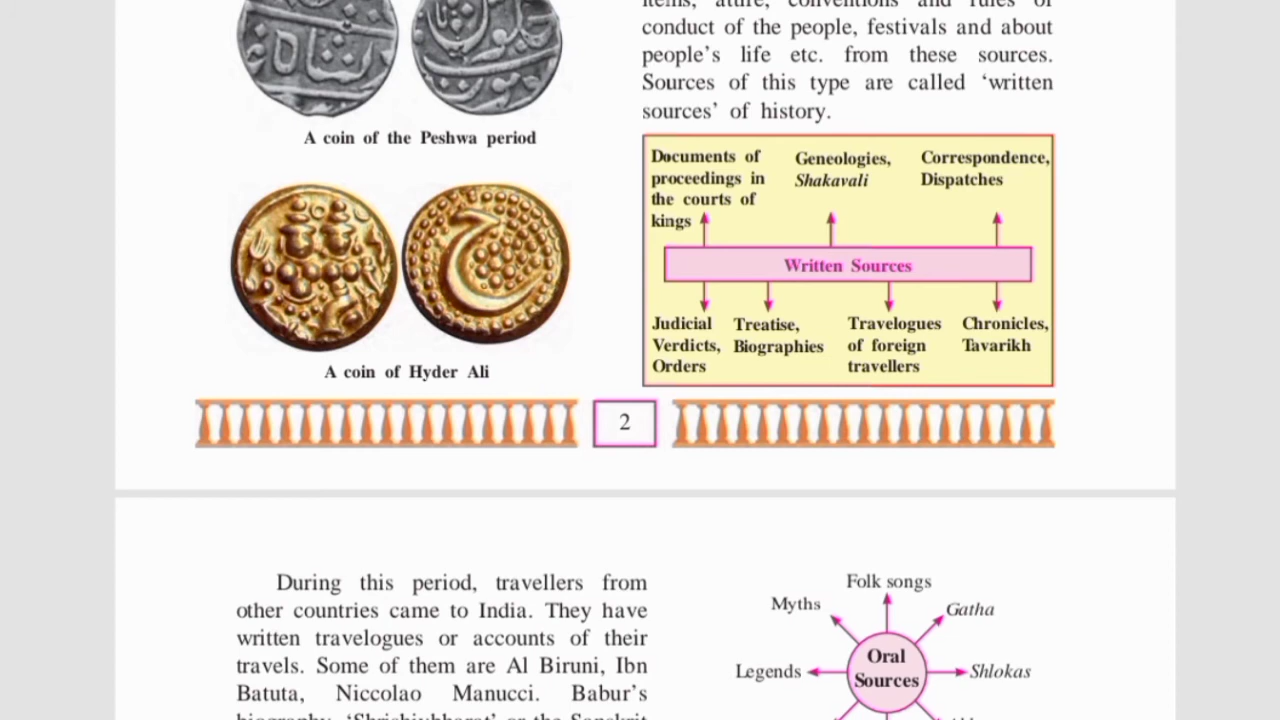 A coin of the Peshwa period
A coin of Hyder Ali
conduct of the people, festivals and about
people's life etc. from these sources.
Sources of this type are called 'written
sources' of history.
Documents of
proceedings in
the courts of
kings
Geneologies,
Shakavali
Correspondence,
Dispatches
Written Sources
Judicial
Verdicts,
Orders
Treatise,
Biographies
Travelogues
of foreign
travellers
Chronicles,
Tavarikh
2
During this period, travellers from
other countries came to India. They have
written travelogues or accounts of their
travels. Some of them are Al Biruni, Ibn
Batuta, Niccolao Manucci. Babur's
Folk songs
Myths
Gatha
Legends
Oral
Sources
Shlokas